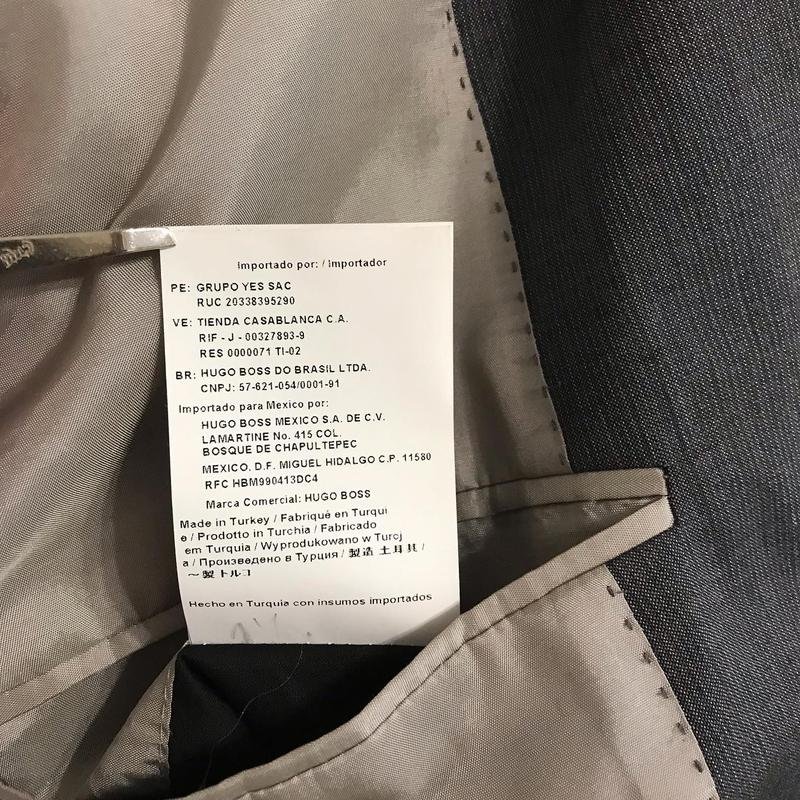 Importado por: / Importador
PE: GRUPO YES SAC
RUC 20338395290
VE: TIENDA CASABLANCA C.A.
RIF - J - 00327893-9
RES 0000071 TI-02
BR: HUGO BOSS DO BRASIL LTDA.
CNPJ: 57-621-054/0001-91
Importado para Mexico por:
HUGO BOSS MEXICO S.A. DE C.V.
LAMARTINE No. 415 COL.
BOSQUE DE CHAPULTEPEC
MEXICO. D.F. MIGUEL HIDALGO C.P. 11580
RFC HBM990413DC4
Marca Comercial: HUGO BOSS
Made in Turkey / Fabriqué en Turqui
e / Prodotto in Turchia / Fabricado
em Turquia / Wyprodukowano w Turcj
a / Произведено в Турции / 製造 土耳其 /
〜製 トルコ
Hecho en Turquia con insumos importados